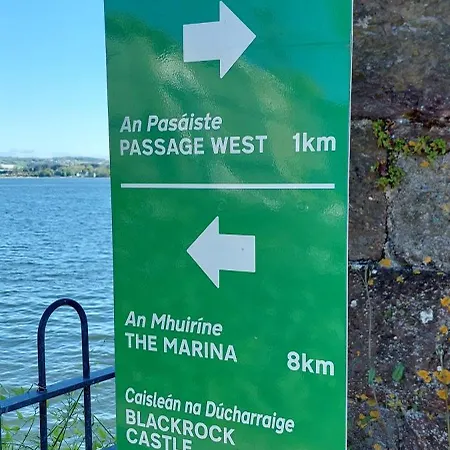 An Pasáiste
PASSAGE WEST 1km
An Mhuiríne
THE MARINA 8km
Caisleán na Dúcharraige
BLACKROCK
CASTLE